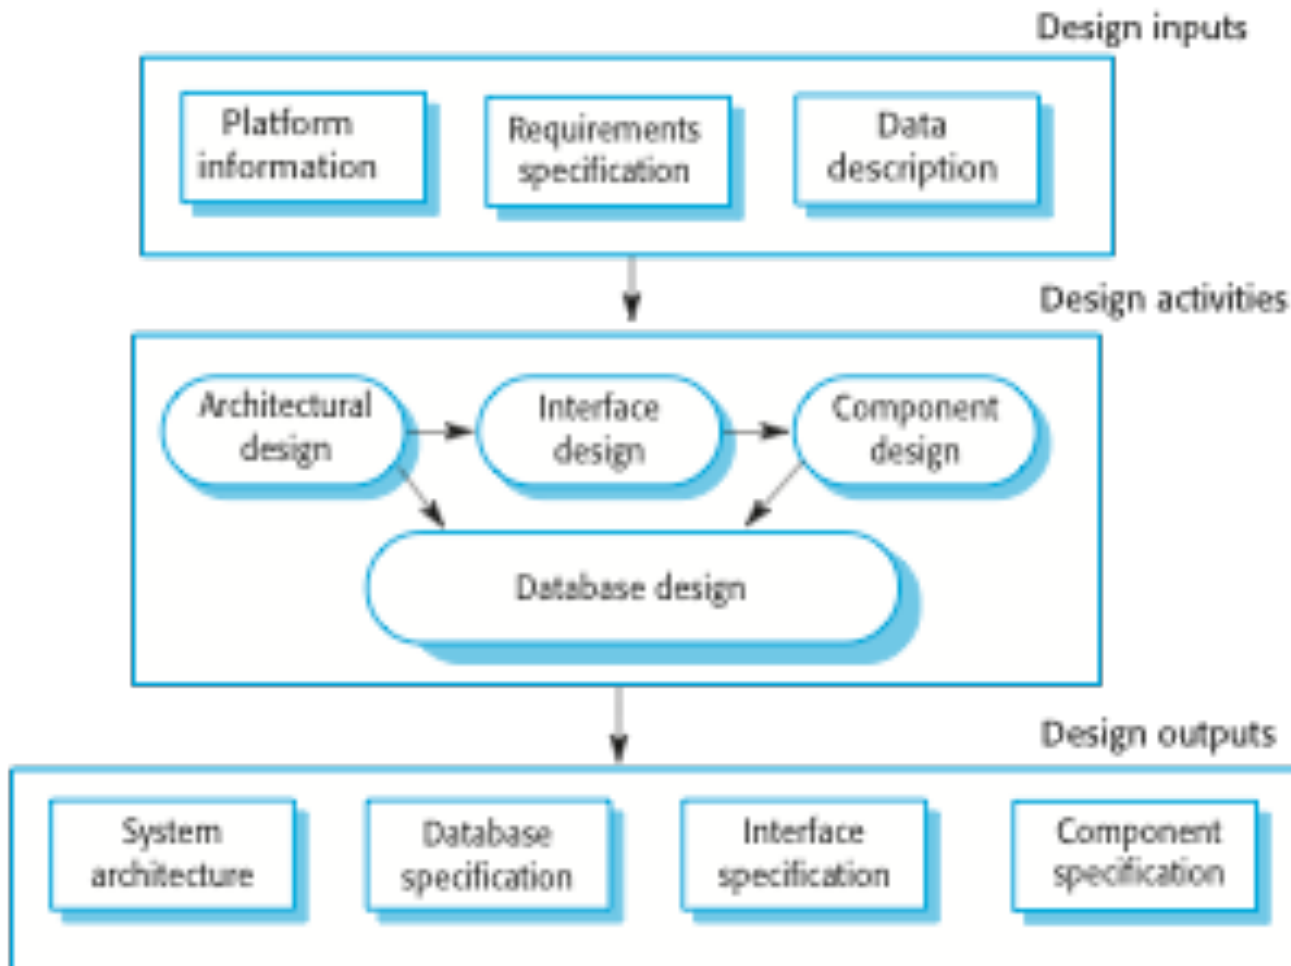 Design inputs
Platform
information
Requirements
specification
Data
description
Design activities
Architectural
design
Interface
design
Component
design
Database design
Design outputs
System
architecture
Database
specification
Interface
specification
Component
specification